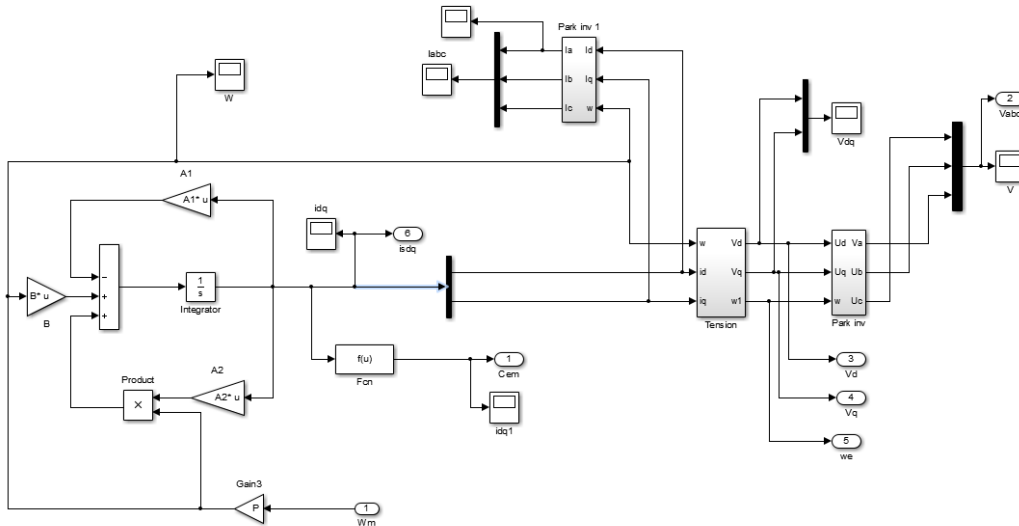 Park inv 1
Iabc
Ia Id
Ib Iq
Ic w
W
Vdq
2
Vabc
V
A1
A1* u
idq
6
isdq
B* u
B
−
+
+
1
s
Integrator
w Vd
id Vq
iq w1
Tension
Ud Va
Uq Ub
w Uc
Park inv
f(u)
Fcn
1
Cem
3
Vd
Product
×
A2
A2* u
idq1
4
Vq
5
we
Gain3
P
1
Wm